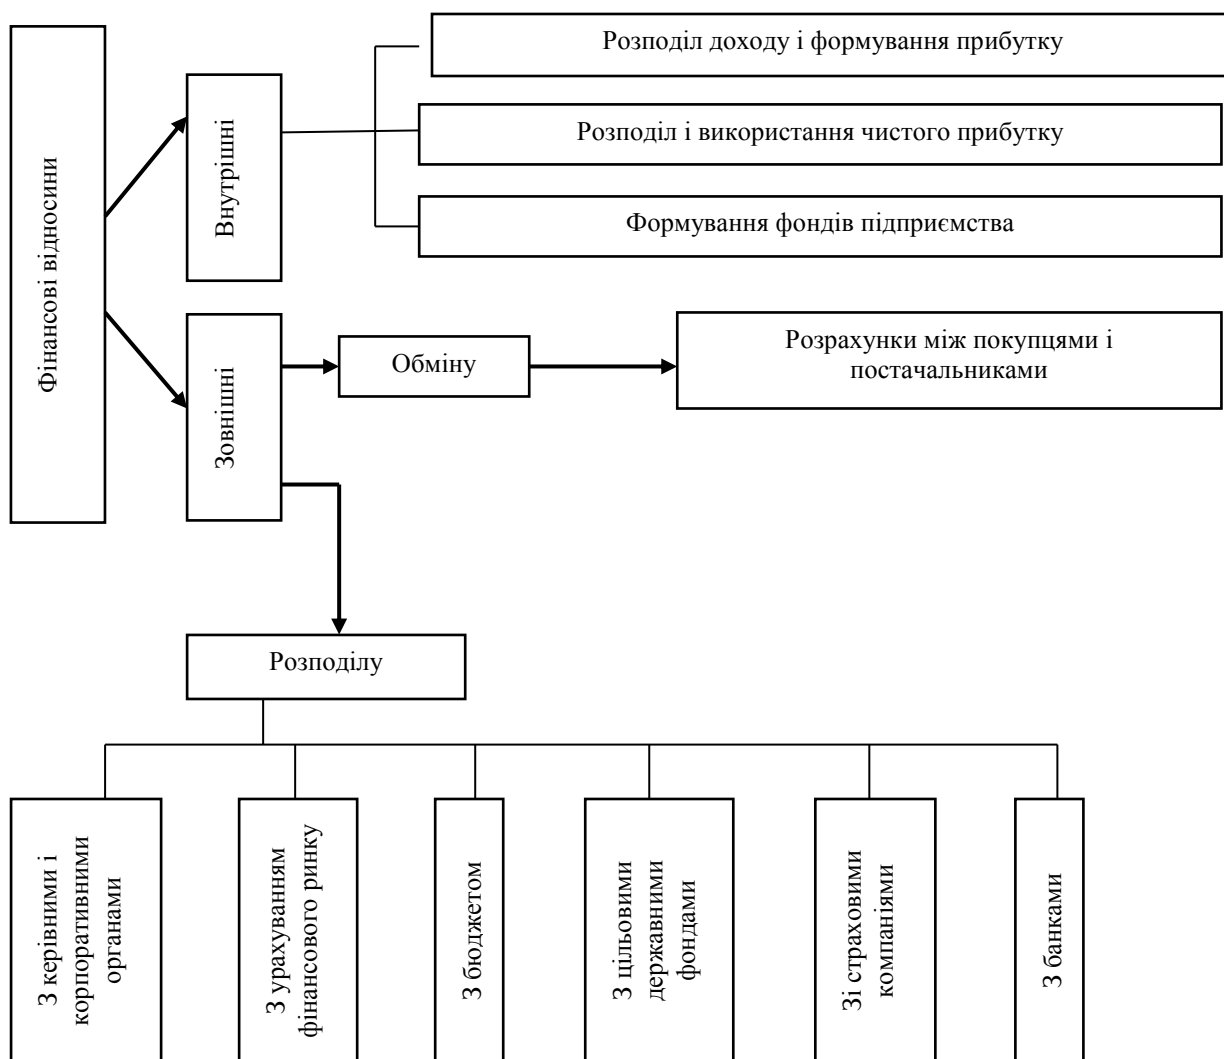 Фінансові відносини
Внутрішні
Розподіл доходу і формування прибутку
Розподіл і використання чистого прибутку
Формування фондів підприємства
Зовнішні
Обміну
Розрахунки між покупцями і
постачальниками
Розподілу
З керівними і
корпоративними
органами
З урахуванням
фінансового ринку
З бюджетом
З цільовими
державними
фондами
Зі страховими
компаніями
З банками